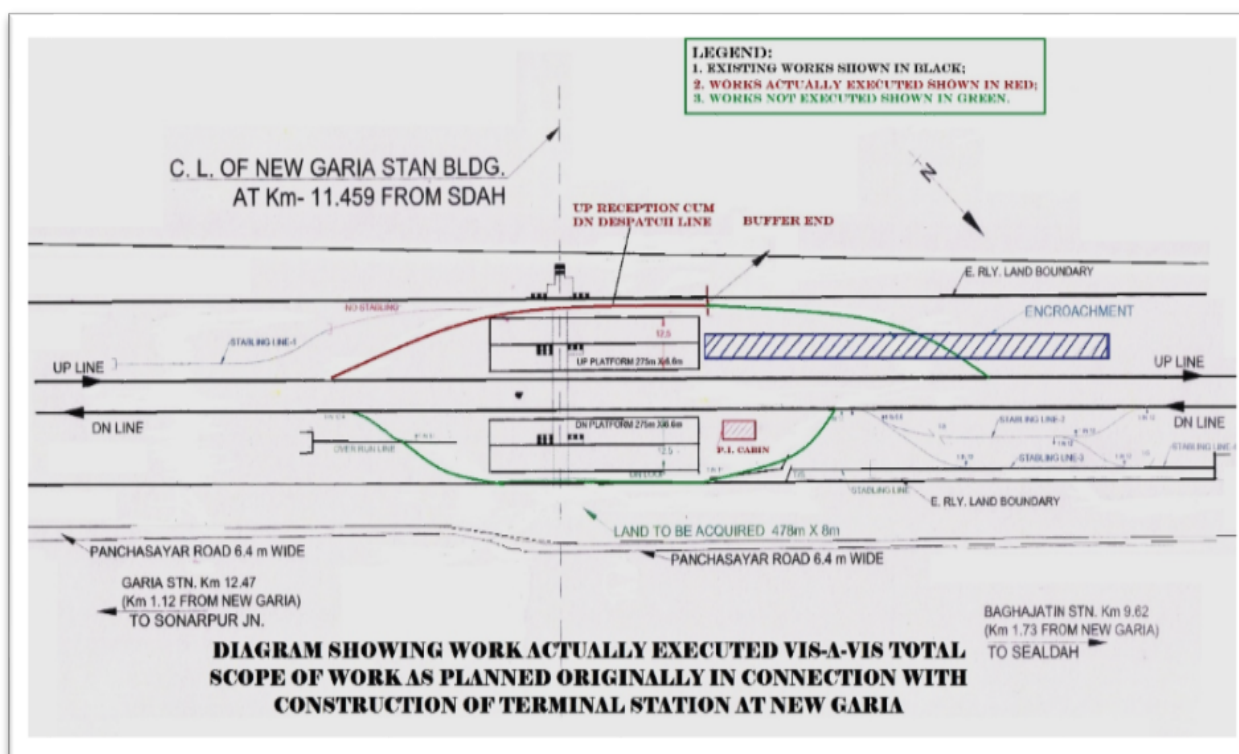 LEGEND:
1. EXISTING WORKS SHOWN IN BLACK;
2. WORKS ACTUALLY EXECUTED SHOWN IN RED;
3. WORKS NOT EXECUTED SHOWN IN GREEN.
C. L. OF NEW GARIA STAN BLDG.
AT Km- 11.459 FROM SDAH
N
UP RECEPTION CUM
DN DESPATCH LINE
BUFFER END
E. RLY. LAND BOUNDARY
NO STABLING
ENCROACHMENT
STABLING LINE-1
12.5
UP PLATFORM 275m X 6.6m
UP LINE
UP LINE
DN LINE
DN LINE
DN PLATFORM 275m X 6.6m
STABLING LINE-2
OVER RUN LINE
P.I. CABIN
12.5
STABLING LINE-3
DN LOOP
STABLING LINE
E. RLY. LAND BOUNDARY
LAND TO BE ACQUIRED 478m X 8m
PANCHASAYAR ROAD 6.4 m WIDE
PANCHASAYAR ROAD 6.4 m WIDE
GARIA STN. Km 12.47
(Km 1.12 FROM NEW GARIA)
TO SONARPUR JN.
BAGHAJATIN STN. Km 9.62
(Km 1.73 FROM NEW GARIA)
TO SEALDAH
DIAGRAM SHOWING WORK ACTUALLY EXECUTED VIS-A-VIS TOTAL
SCOPE OF WORK AS PLANNED ORIGINALLY IN CONNECTION WITH
CONSTRUCTION OF TERMINAL STATION AT NEW GARIA